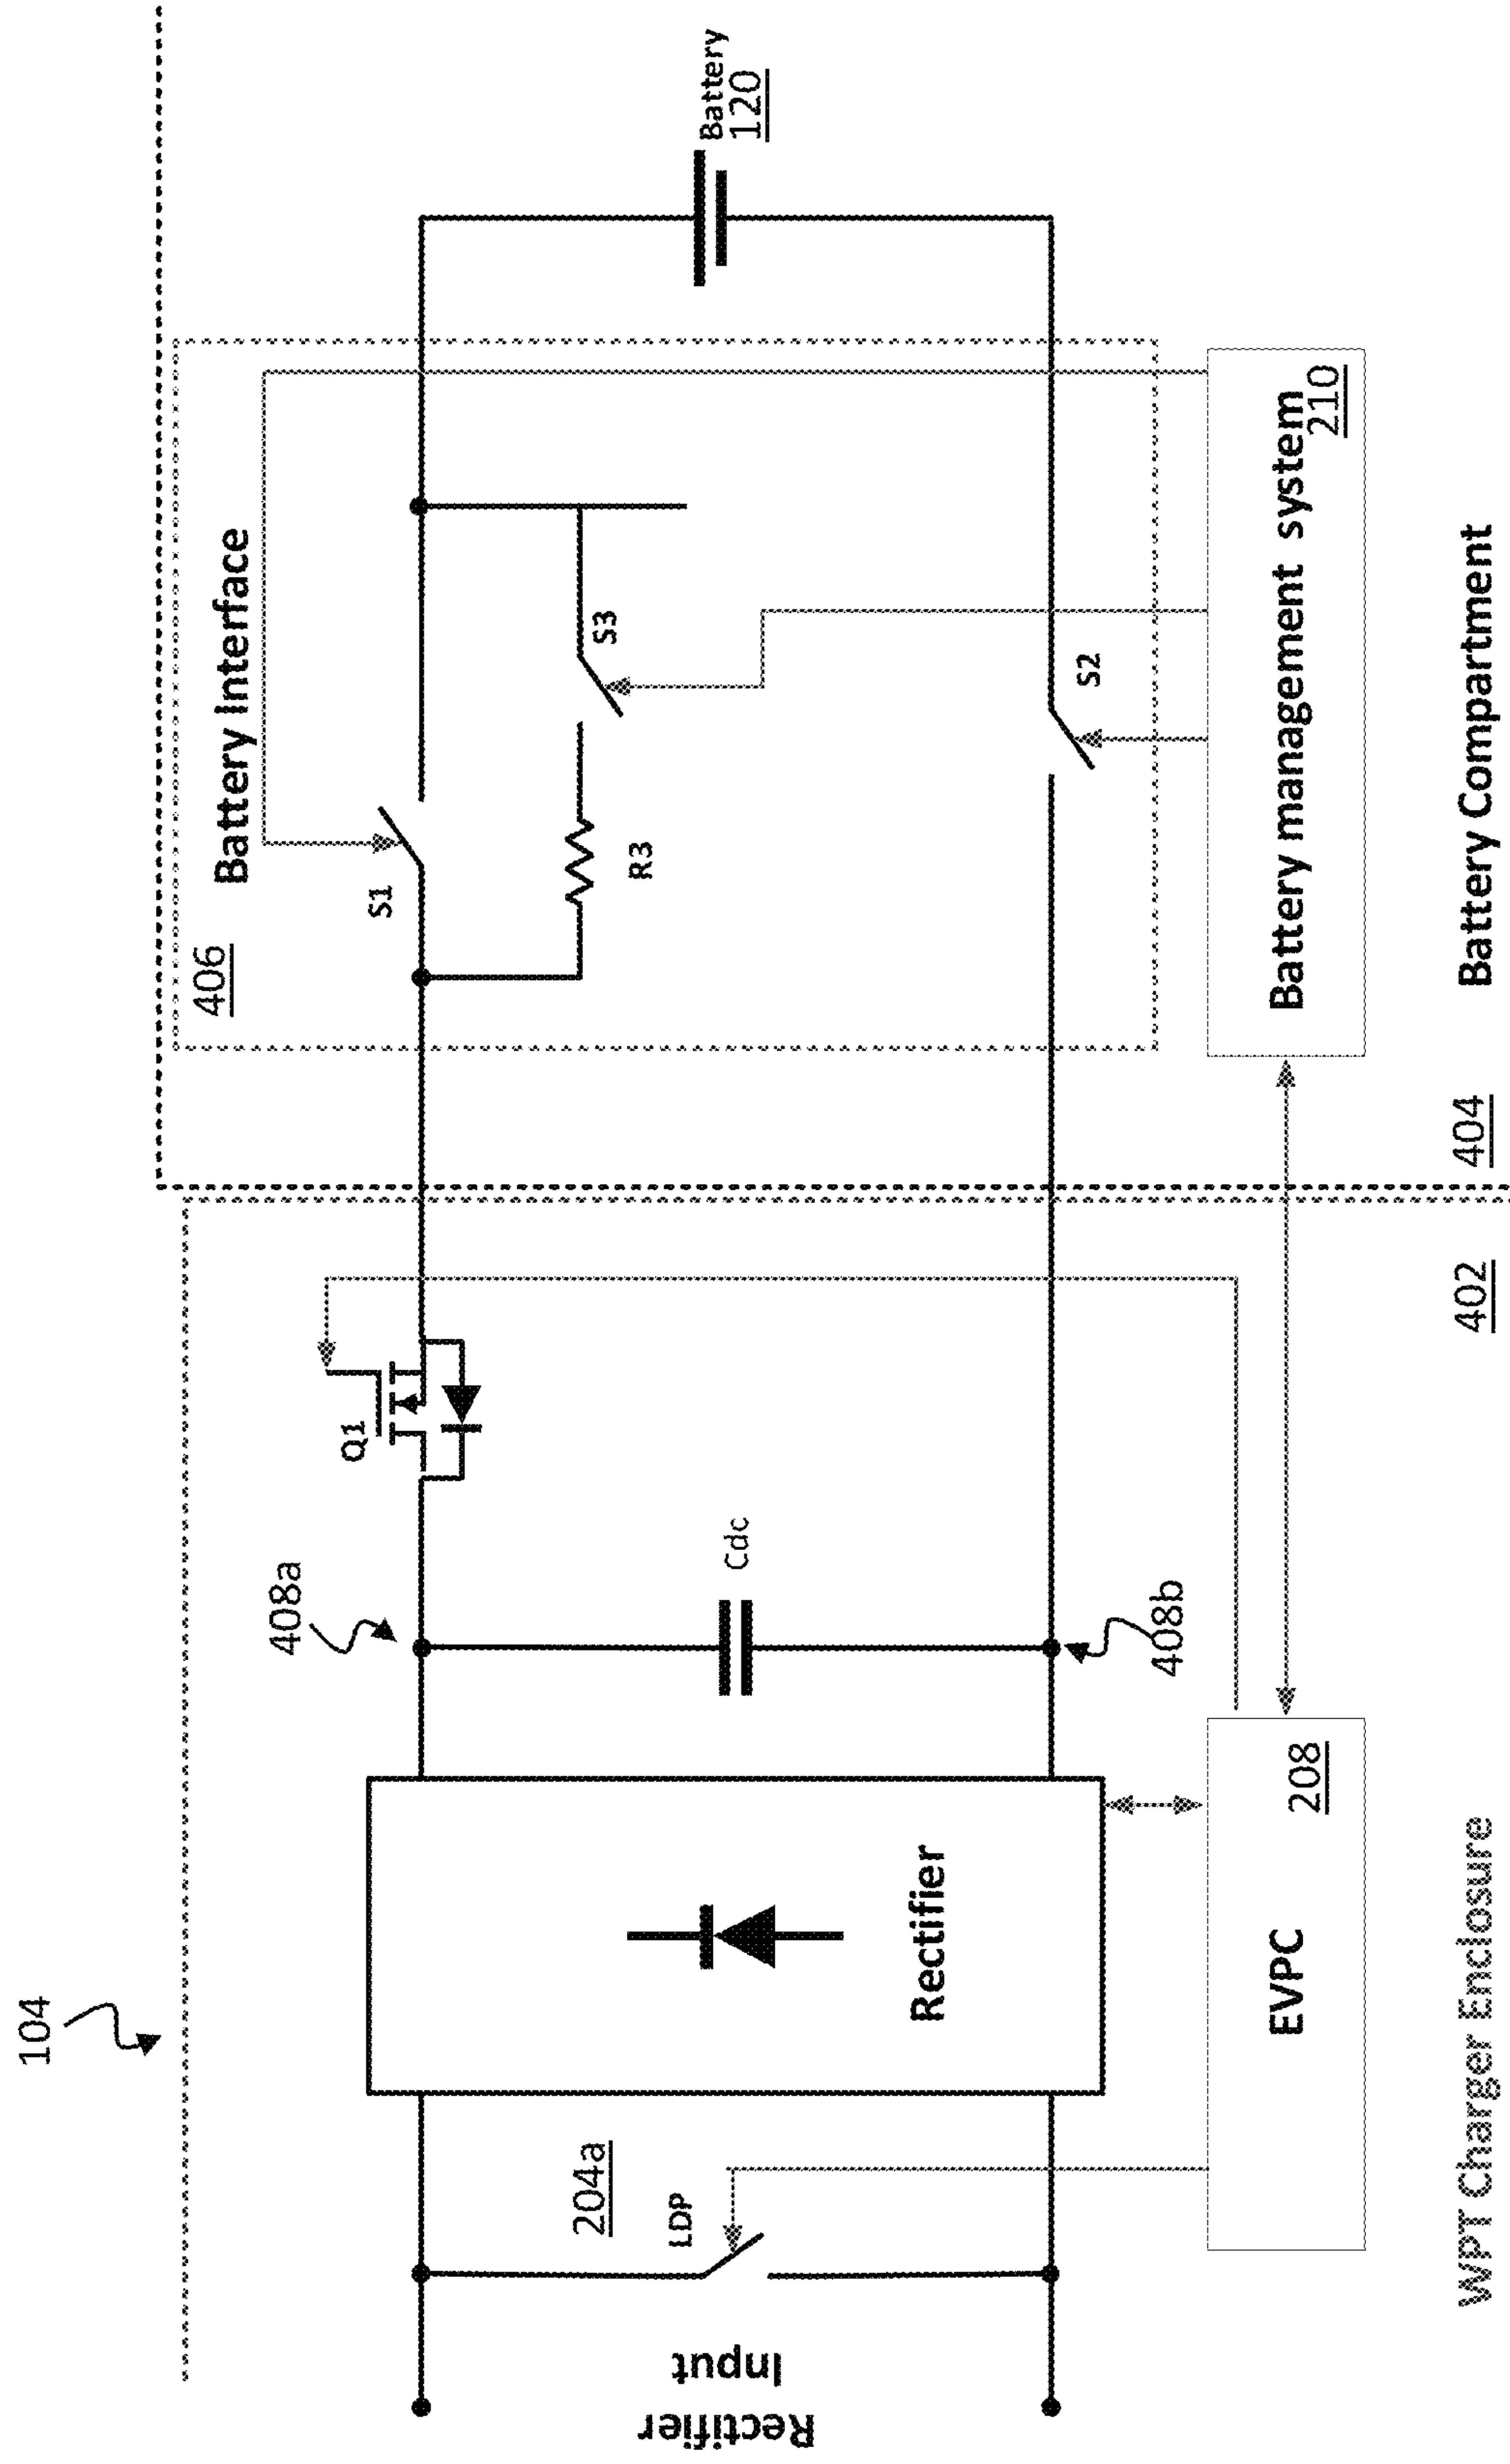 104
Rectifier
Input
204a
LDP
Rectifier
408a
408b
Cdc
Q1
EVPC
208
WPT Charger Enclosure
402
406
Battery Interface
S1
R3
S3
S2
Battery
120
Battery management system
210
404
Battery Compartment